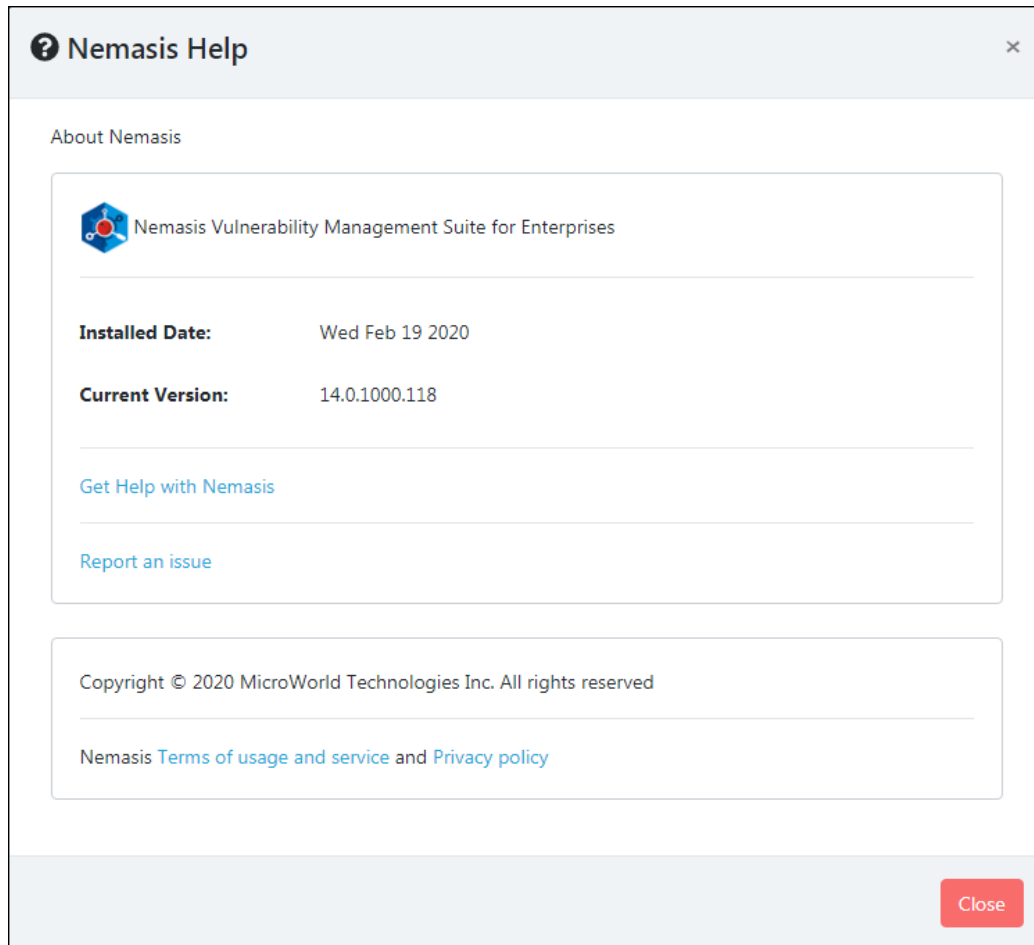 Nemasis Help
×
About Nemasis
Nemasis Vulnerability Management Suite for Enterprises
Installed Date: Wed Feb 19 2020
Current Version: 14.0.1000.118
Get Help with Nemasis
Report an issue
Copyright © 2020 MicroWorld Technologies Inc. All rights reserved
Nemasis Terms of usage and service and Privacy policy
Close